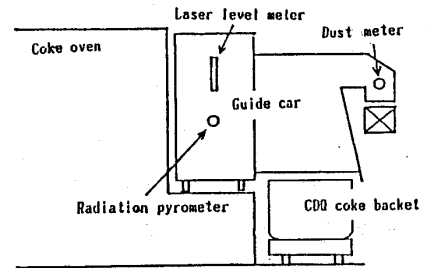 Laser level meter
Dust meter
Coke oven
Guide car
Radiation pyrometer
CDQ coke backet